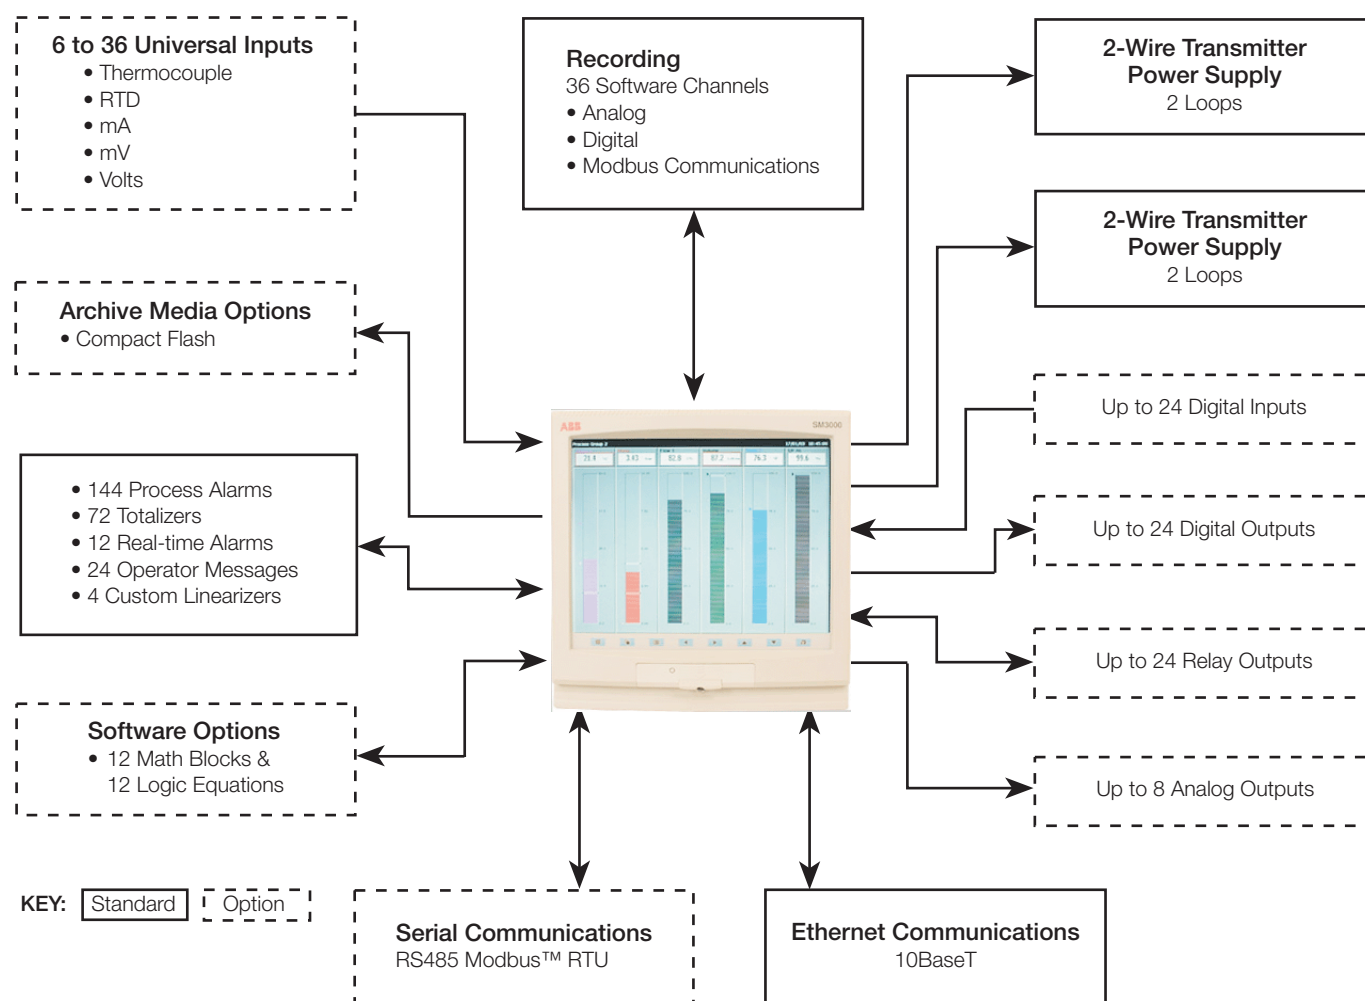 6 to 36 Universal Inputs
• Thermocouple
• RTD
• mA
• mV
• Volts
Recording
36 Software Channels
• Analog
• Digital
• Modbus Communications
2-Wire Transmitter
Power Supply
2 Loops
2-Wire Transmitter
Power Supply
2 Loops
Archive Media Options
• Compact Flash
Up to 24 Digital Inputs
ABB
SM3000
Process Group 2
• 144 Process Alarms
• 72 Totalizers
• 12 Real-time Alarms
• 24 Operator Messages
• 4 Custom Linearizers
Up to 24 Digital Outputs
Up to 24 Relay Outputs
Software Options
• 12 Math Blocks &
12 Logic Equations
Up to 8 Analog Outputs
KEY: Standard Option
Serial Communications
RS485 Modbus™ RTU
Ethernet Communications
10BaseT